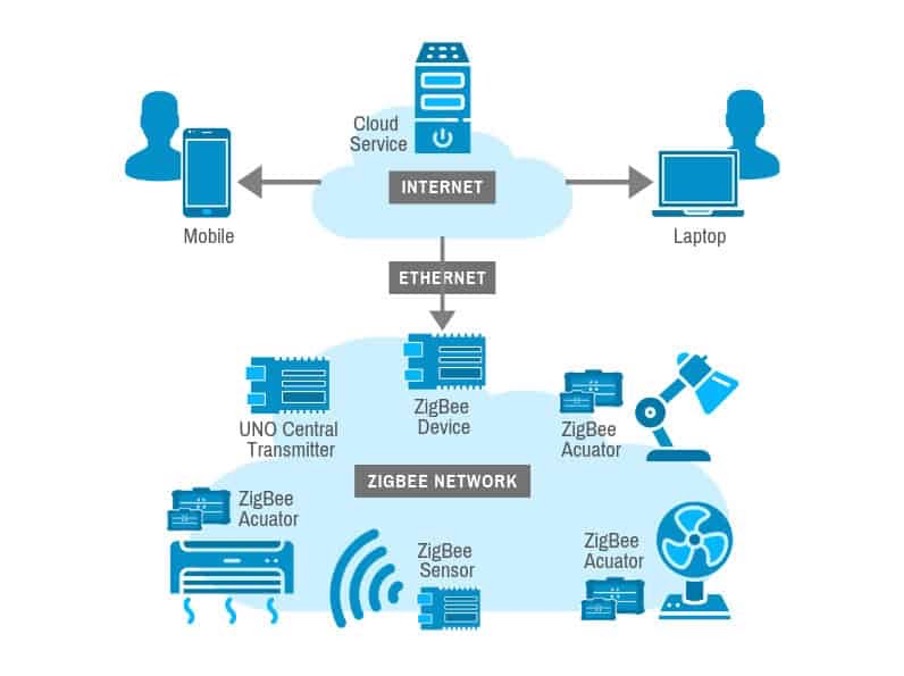 Cloud
Service
INTERNET
Mobile
Laptop
ETHERNET
ZigBee
Device
UNO Central
Transmitter
ZigBee
Acuator
ZIGBEE NETWORK
ZigBee
Acuator
ZigBee
Sensor
ZigBee
Acuator